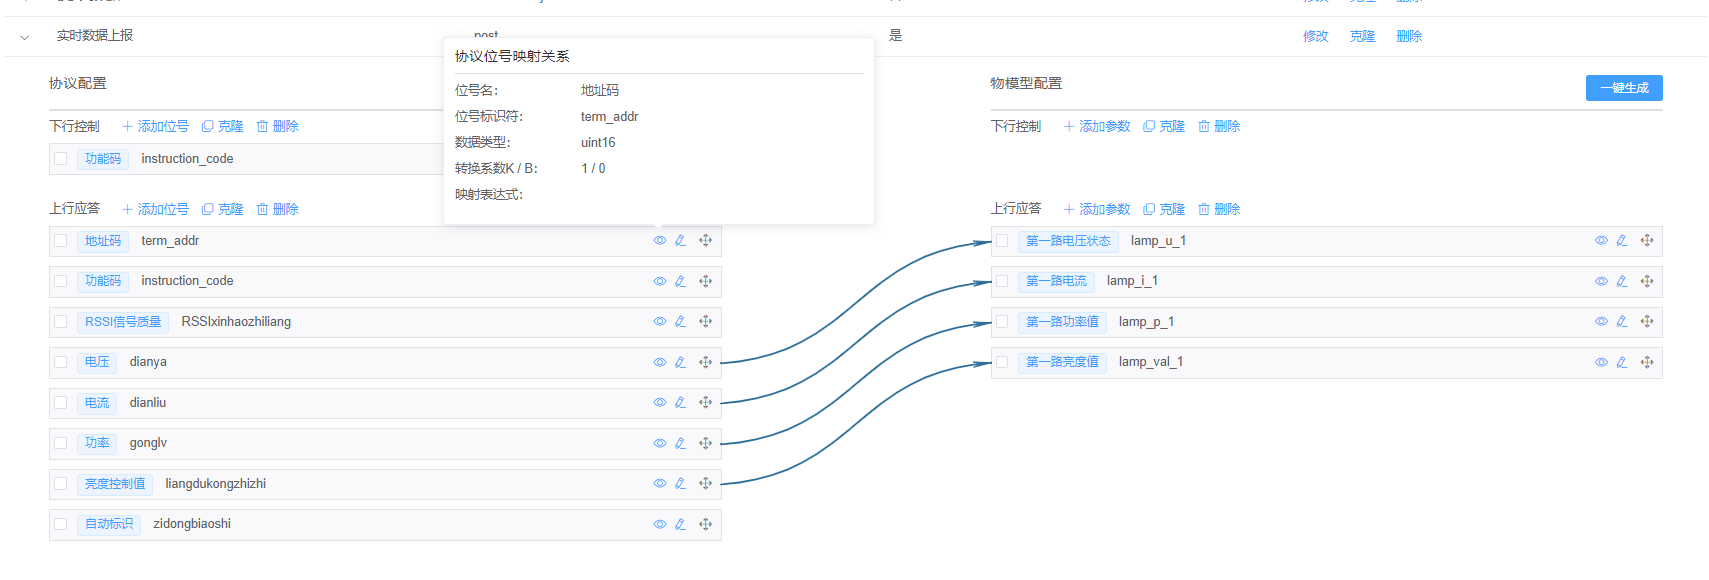 修改 克隆 删除
实时数据上报 post 是 修改 克隆 删除
协议配置
下行控制 添加位号 克隆 删除
功能码 instruction_code
上行应答 添加位号 克隆 删除
地址码 term_addr
功能码 instruction_code
RSSI信号质量 RSSIxinhaozhiliang
电压 dianya
电流 dianliu
功率 gonglv
亮度控制值 liangdukongzhizhi
自动标识 zidongbiaoshi
协议位号映射关系
位号名： 地址码
位号标识符： term_addr
数据类型： uint16
转换系数K / B： 1 / 0
映射表达式：
物模型配置 一键生成
下行控制 添加参数 克隆 删除
上行应答 添加参数 克隆 删除
第一路电压状态 lamp_u_1
第一路电流 lamp_i_1
第一路功率值 lamp_p_1
第一路亮度值 lamp_val_1